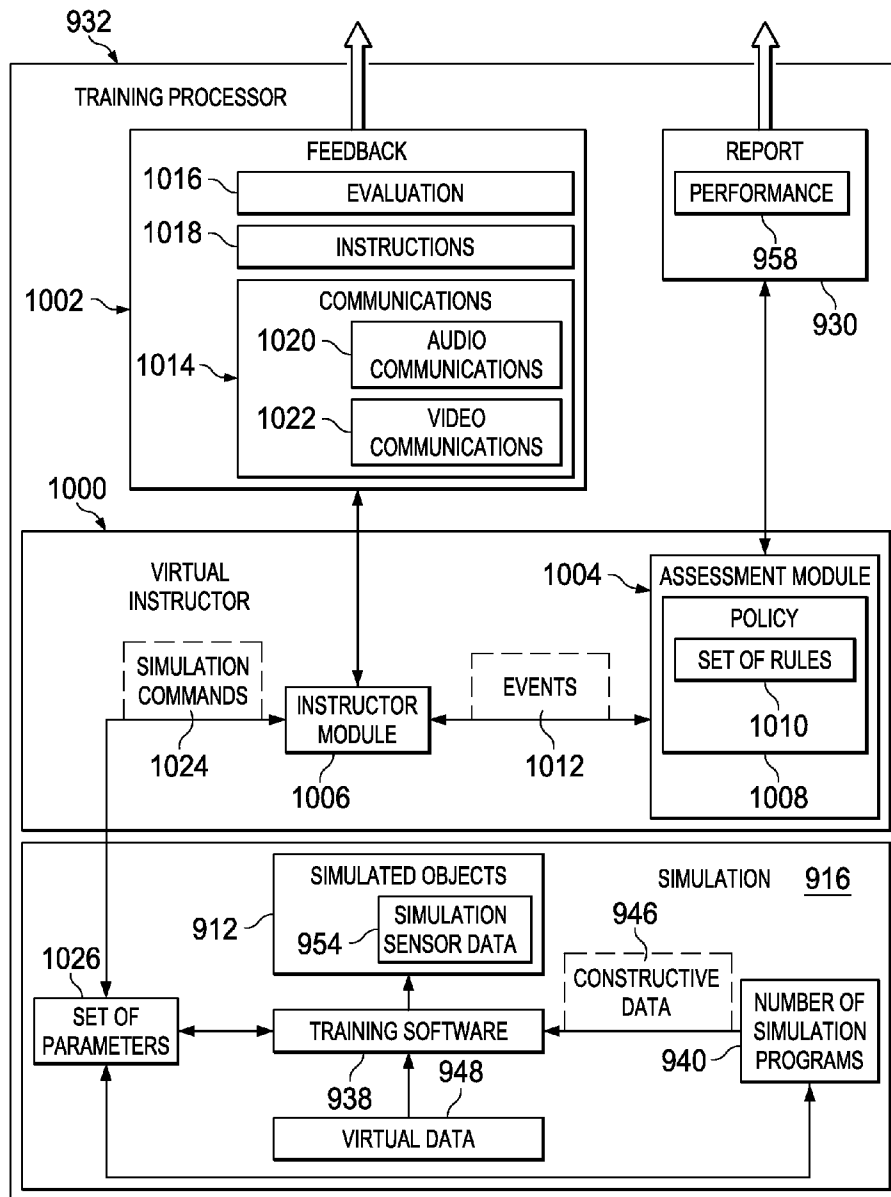 932
TRAINING PROCESSOR
FEEDBACK
1016
EVALUATION
1018
INSTRUCTIONS
1002
COMMUNICATIONS
1014
1020
AUDIO
COMMUNICATIONS
1022
VIDEO
COMMUNICATIONS
REPORT
PERFORMANCE
958
930
1000
VIRTUAL
INSTRUCTOR
SIMULATION
COMMANDS
1024
INSTRUCTOR
MODULE
1006
EVENTS
1012
1004
ASSESSMENT MODULE
POLICY
SET OF RULES
1010
1008
SIMULATED OBJECTS
912
954
SIMULATION
SENSOR DATA
SIMULATION
916
946
CONSTRUCTIVE
DATA
1026
SET OF
PARAMETERS
TRAINING SOFTWARE
938
948
VIRTUAL DATA
NUMBER OF
SIMULATION
PROGRAMS
940